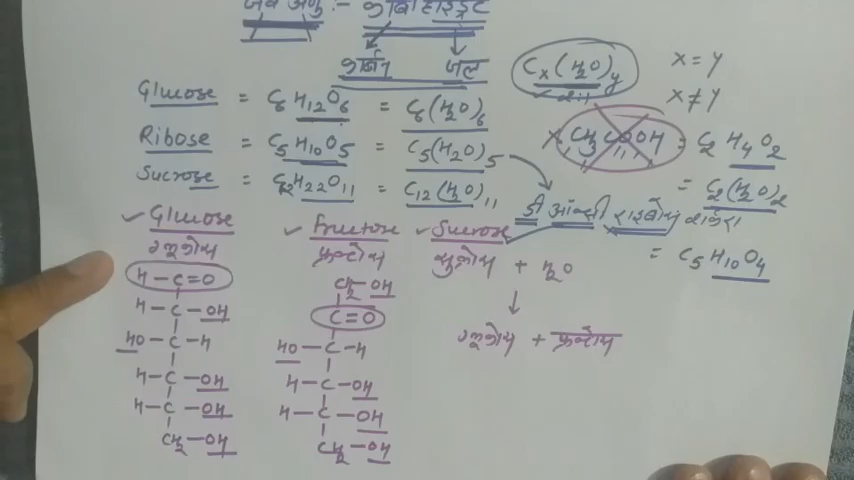 जैव अणु :- कार्बोहाइड्रेट
कार्बन जल
Cx(H2O)y x = y
x ≠ y
Glucose = C6H12O6 = C6(H2O)6
Ribose = C5H10O5 = C5(H2O)5
Sucrose = C12H22O11 = C12(H2O)11
CH3COOH = C2H4O2
= C2(H2O)2
डी ऑक्सी राइबोस शर्करा
= C5H10O4
✓ Glucose ✓ Fructose ✓ Sucrose
ग्लूकोस फ्रक्टोस सुक्रोस + H2O
↓
ग्लूकोस + फ्रक्टोस
H–C=O
H–C–OH
HO–C–H
H–C–OH
H–C–OH
CH2–OH
CH2–OH
C=O
HO–C–H
H–C–OH
H–C–OH
CH2–OH